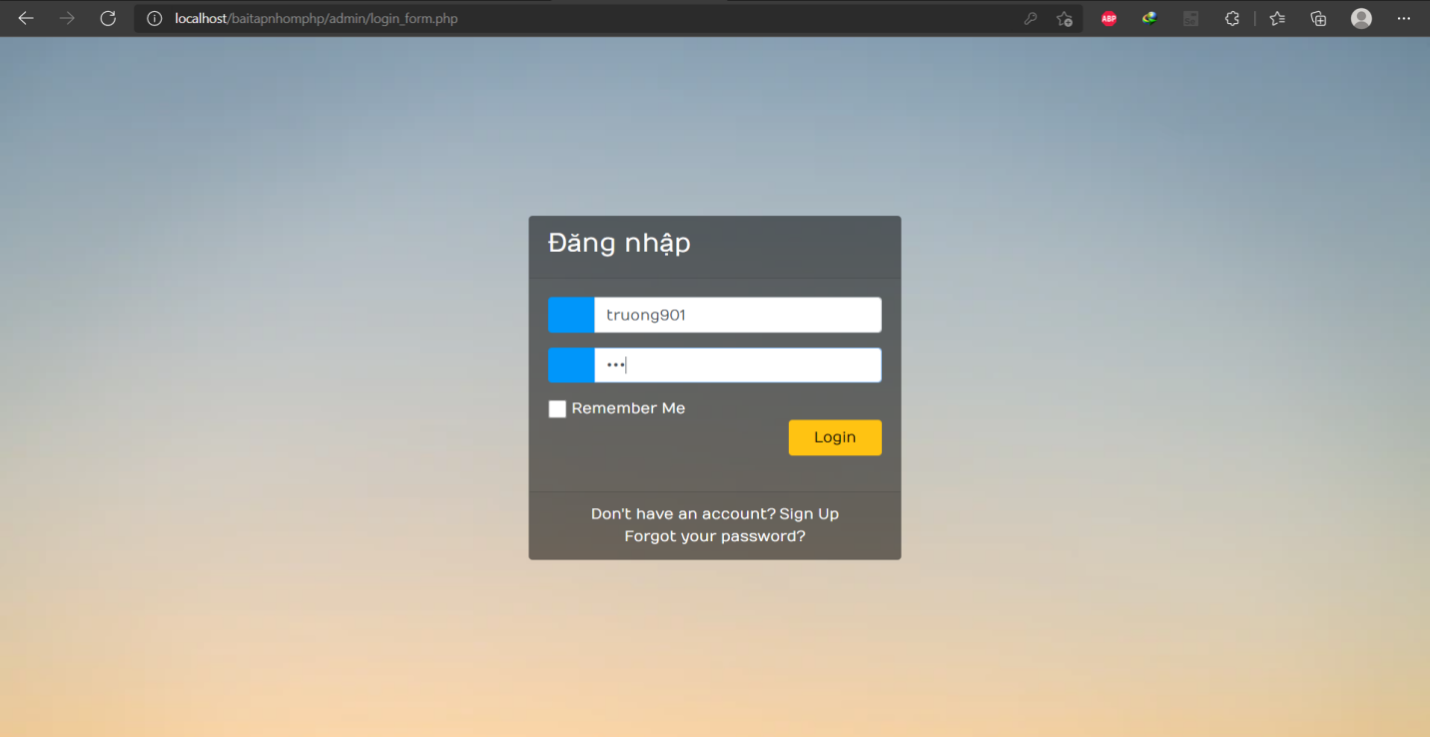 localhost/baitapnhomphp/admin/login_form.php
ABP
Đăng nhập
truong901
•••
Remember Me
Login
Don't have an account? Sign Up
Forgot your password?